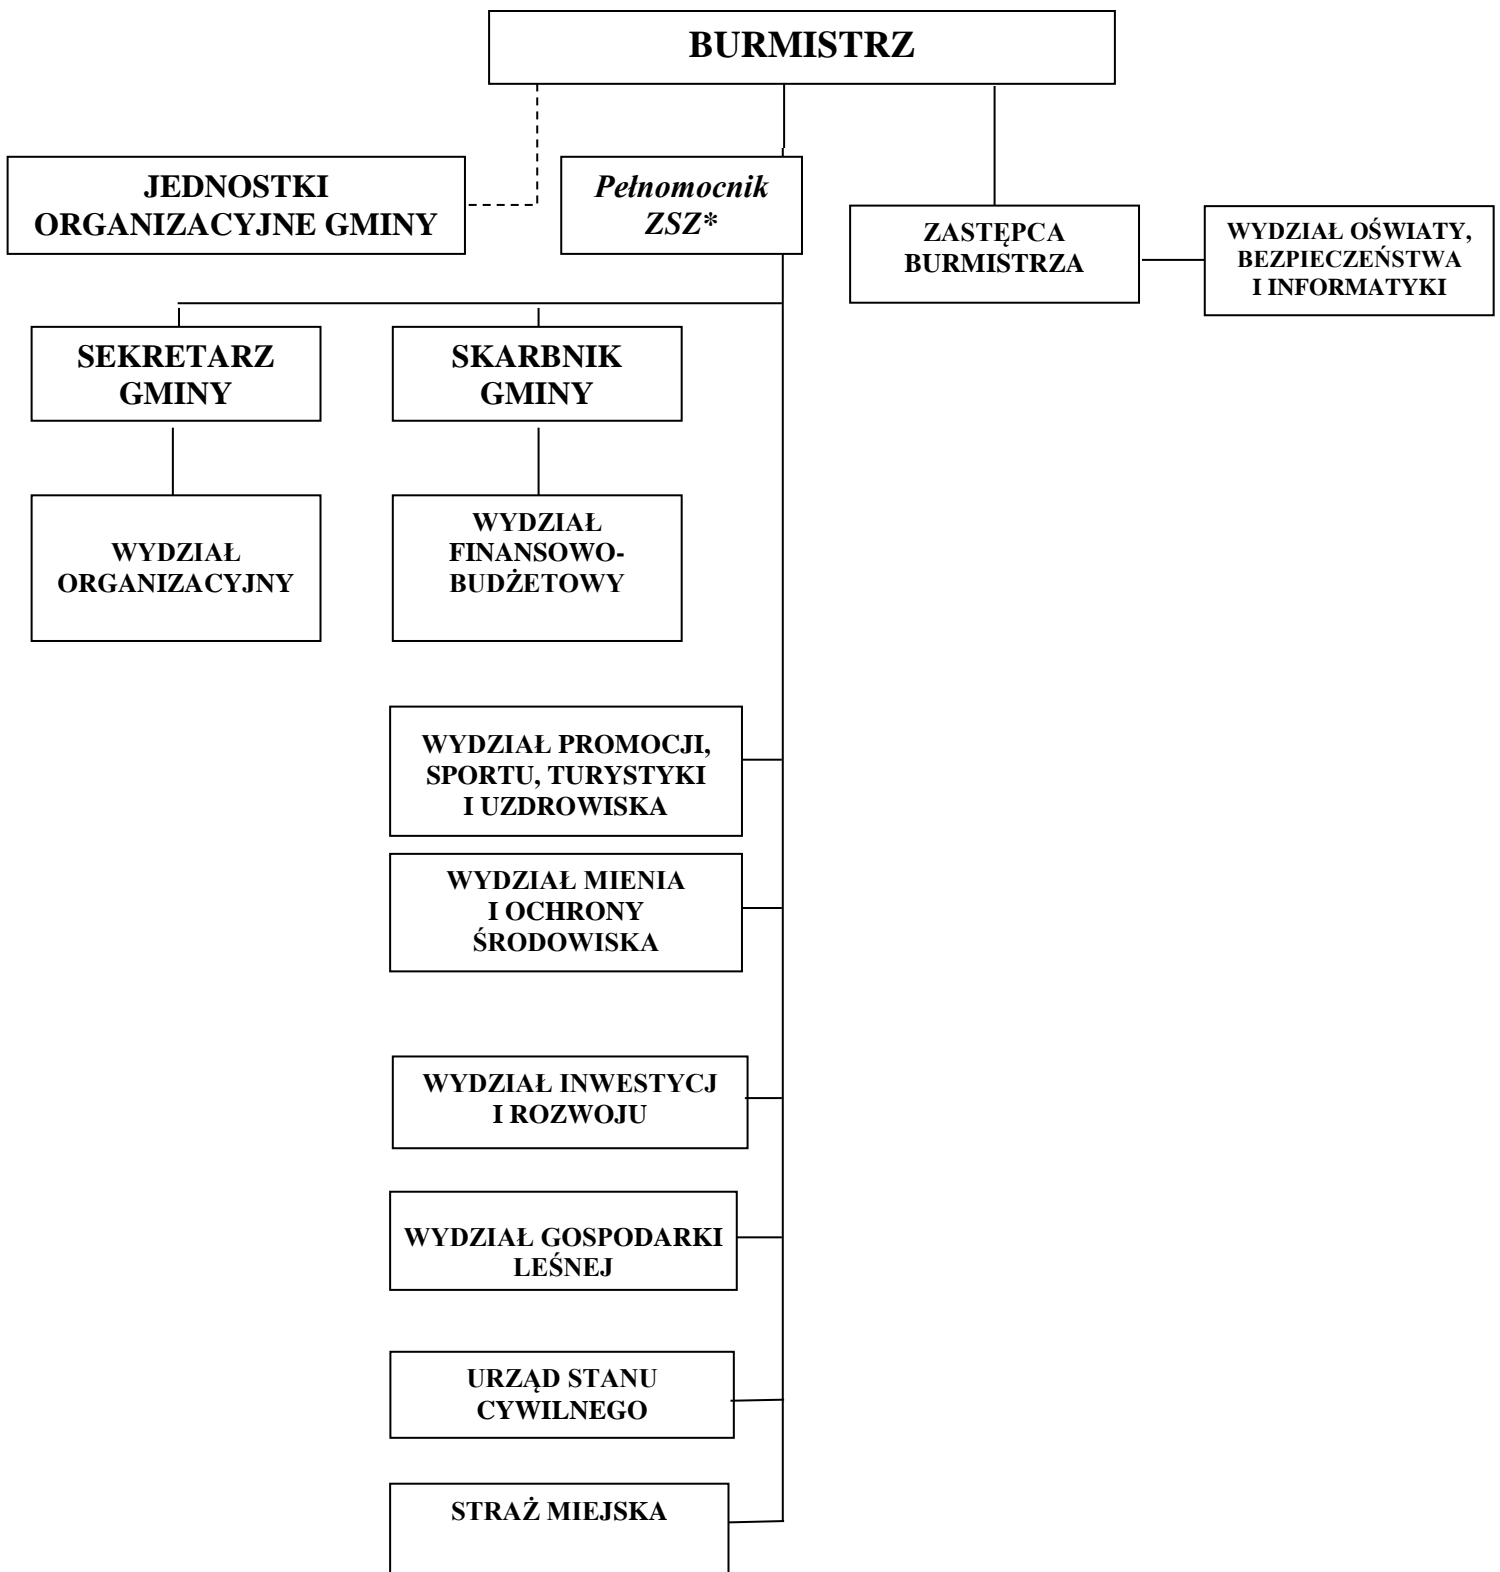 BURMISTRZ
JEDNOSTKI
ORGANIZACYJNE GMINY
Pełnomocnik
ZSZ*
ZASTĘPCA
BURMISTRZA
WYDZIAŁ OŚWIATY,
BEZPIECZEŃSTWA
I INFORMATYKI
SEKRETARZ
GMINY
SKARBNIK
GMINY
WYDZIAŁ
ORGANIZACYJNY
WYDZIAŁ
FINANSOWO-
BUDŻETOWY
WYDZIAŁ PROMOCJI,
SPORTU, TURYSTYKI
I UZDROWISKA
WYDZIAŁ MIENIA
I OCHRONY
ŚRODOWISKA
WYDZIAŁ INWESTYCJ
I ROZWOJU
WYDZIAŁ GOSPODARKI
LEŚNEJ
URZĄD STANU
CYWILNEGO
STRAŻ MIEJSKA